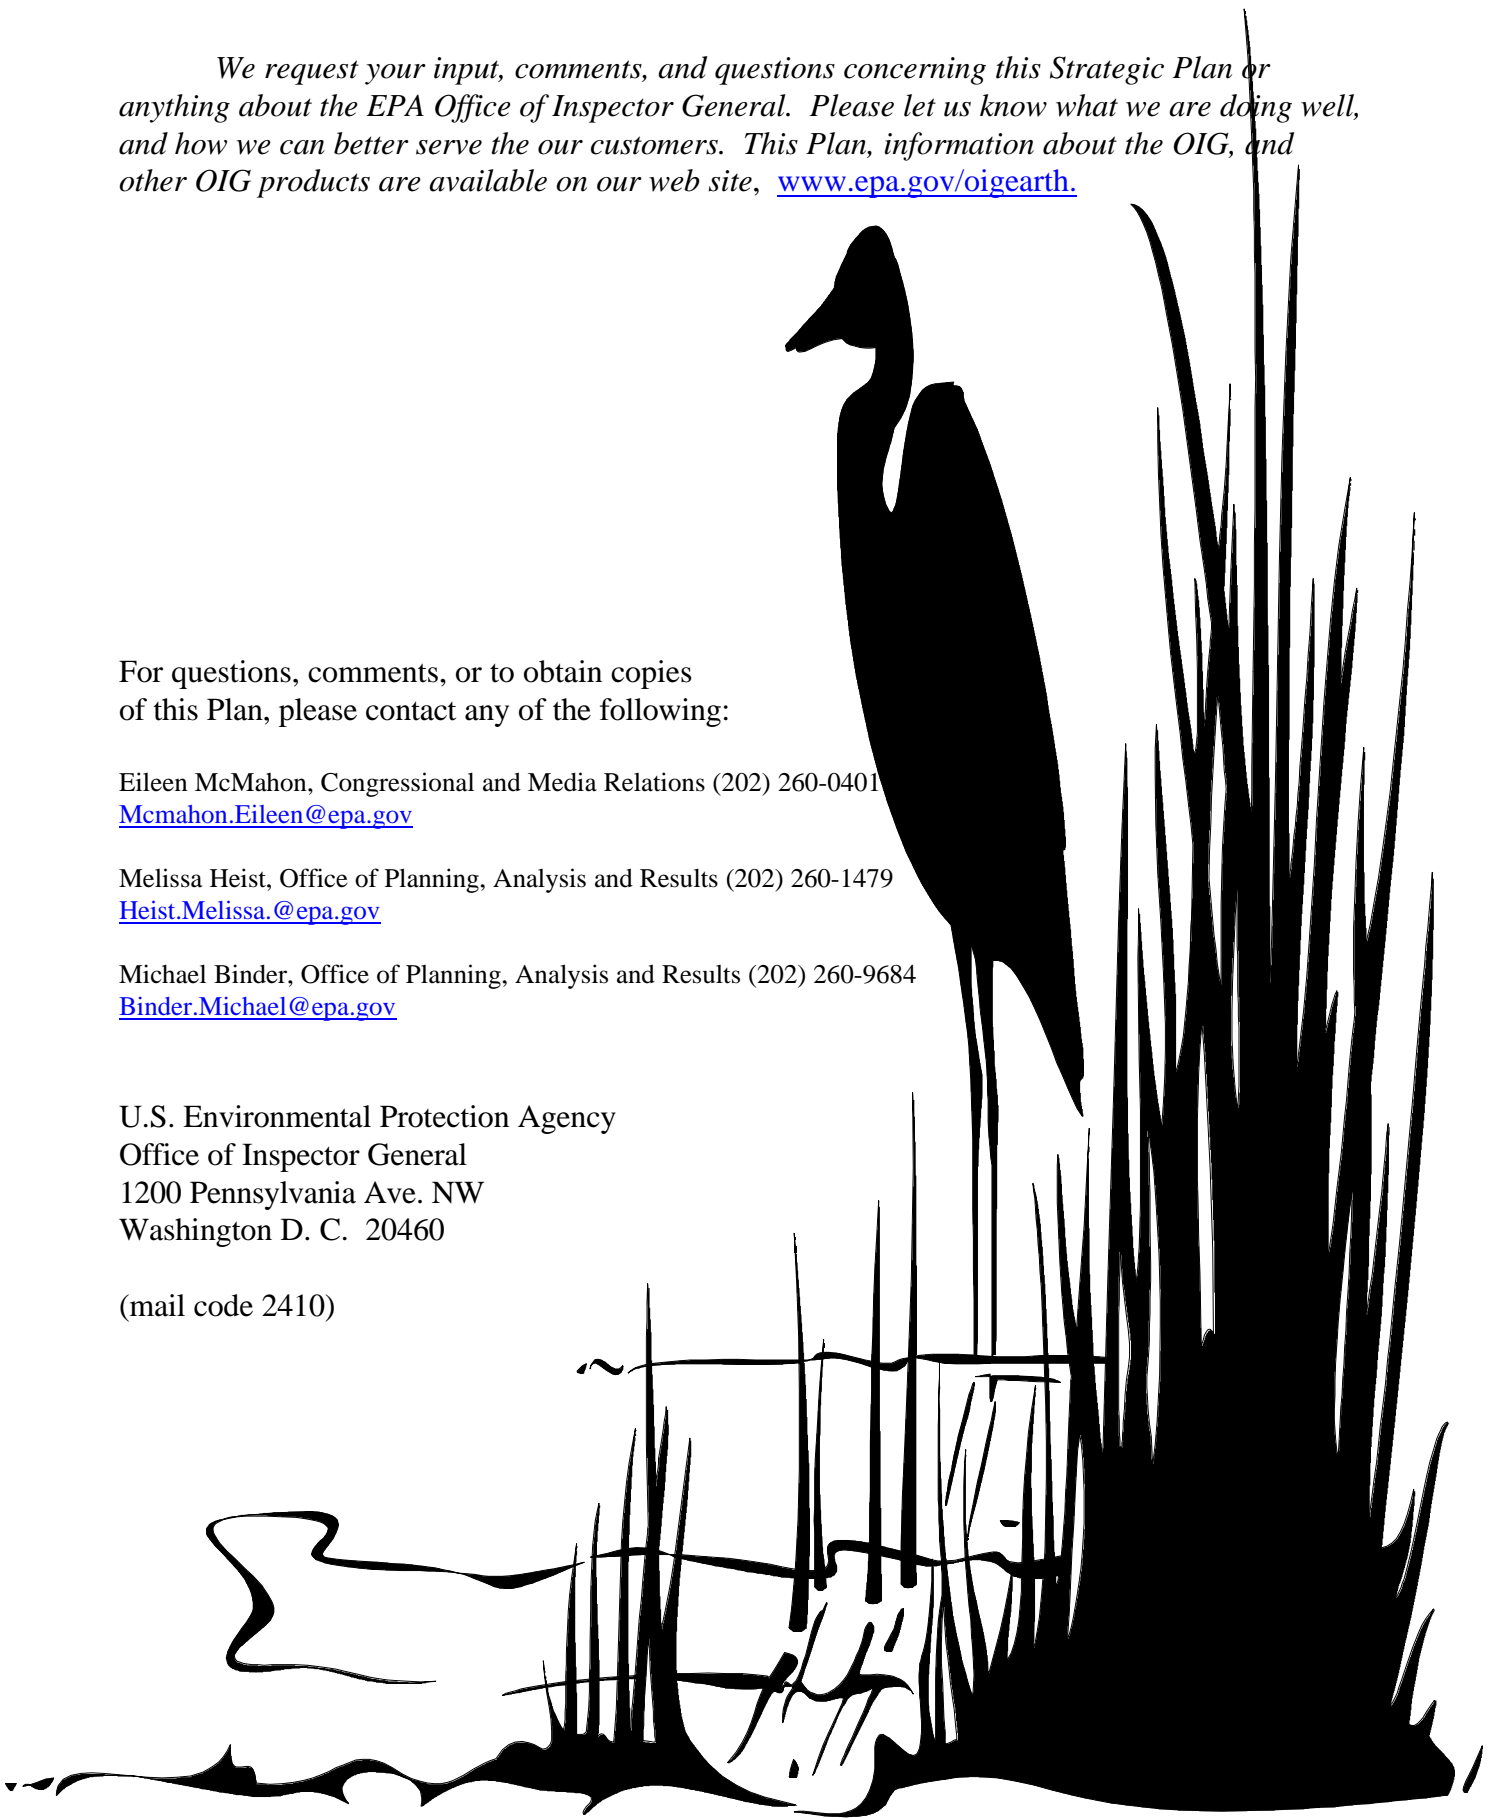 We request your input, comments, and questions concerning this Strategic Plan or
anything about the EPA Office of Inspector General.  Please let us know what we are doing well,
and how we can better serve the our customers.  This Plan, information about the OIG, and
other OIG products are available on our web site,  www.epa.gov/oigearth.
For questions, comments, or to obtain copies
of this Plan, please contact any of the following:
Eileen McMahon, Congressional and Media Relations (202) 260-0401
Mcmahon.Eileen@epa.gov
Melissa Heist, Office of Planning, Analysis and Results (202) 260-1479
Heist.Melissa.@epa.gov
Michael Binder, Office of Planning, Analysis and Results (202) 260-9684
Binder.Michael@epa.gov
U.S. Environmental Protection Agency
Office of Inspector General
1200 Pennsylvania Ave. NW
Washington D. C.  20460
(mail code 2410)